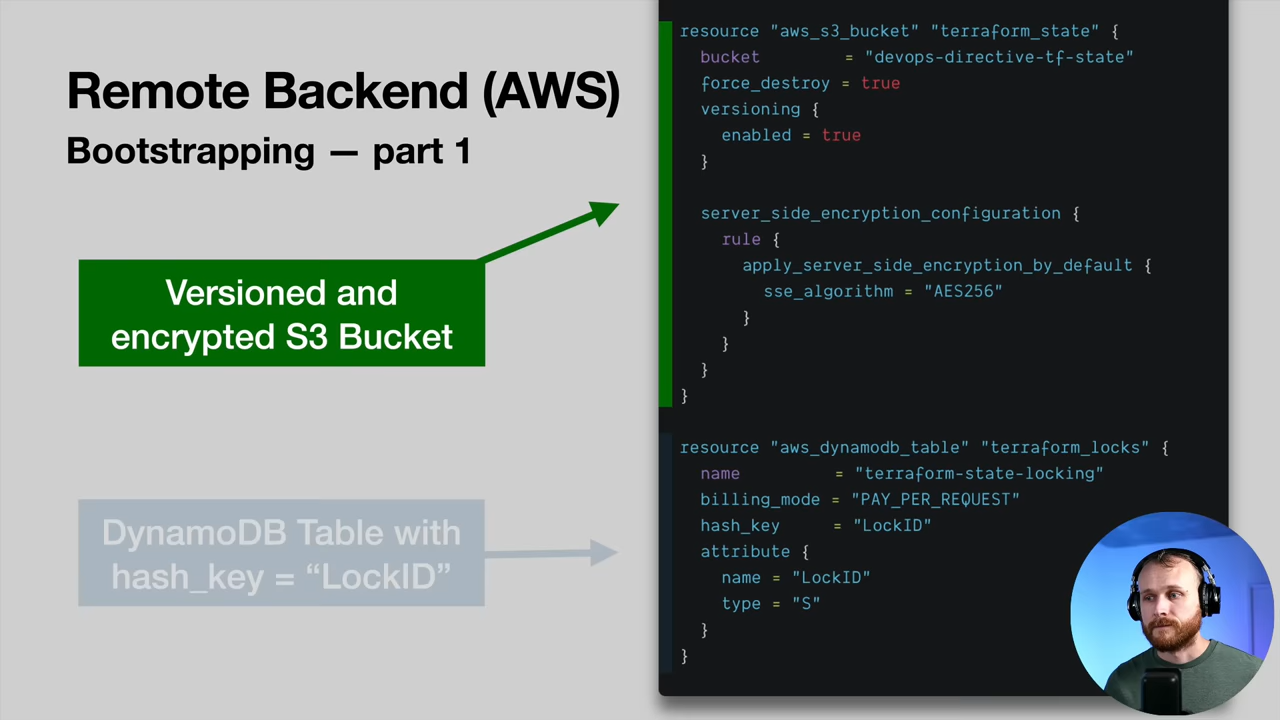 Remote Backend (AWS)
Bootstrapping — part 1
Versioned and
encrypted S3 Bucket
DynamoDB Table with
hash_key = “LockID”
resource "aws_s3_bucket" "terraform_state" {
  bucket        = "devops-directive-tf-state"
  force_destroy = true
  versioning {
    enabled = true
  }

  server_side_encryption_configuration {
    rule {
      apply_server_side_encryption_by_default {
        sse_algorithm = "AES256"
      }
    }
  }
}

resource "aws_dynamodb_table" "terraform_locks" {
  name         = "terraform-state-locking"
  billing_mode = "PAY_PER_REQUEST"
  hash_key     = "LockID"
  attribute {
    name = "LockID"
    type = "S"
  }
}